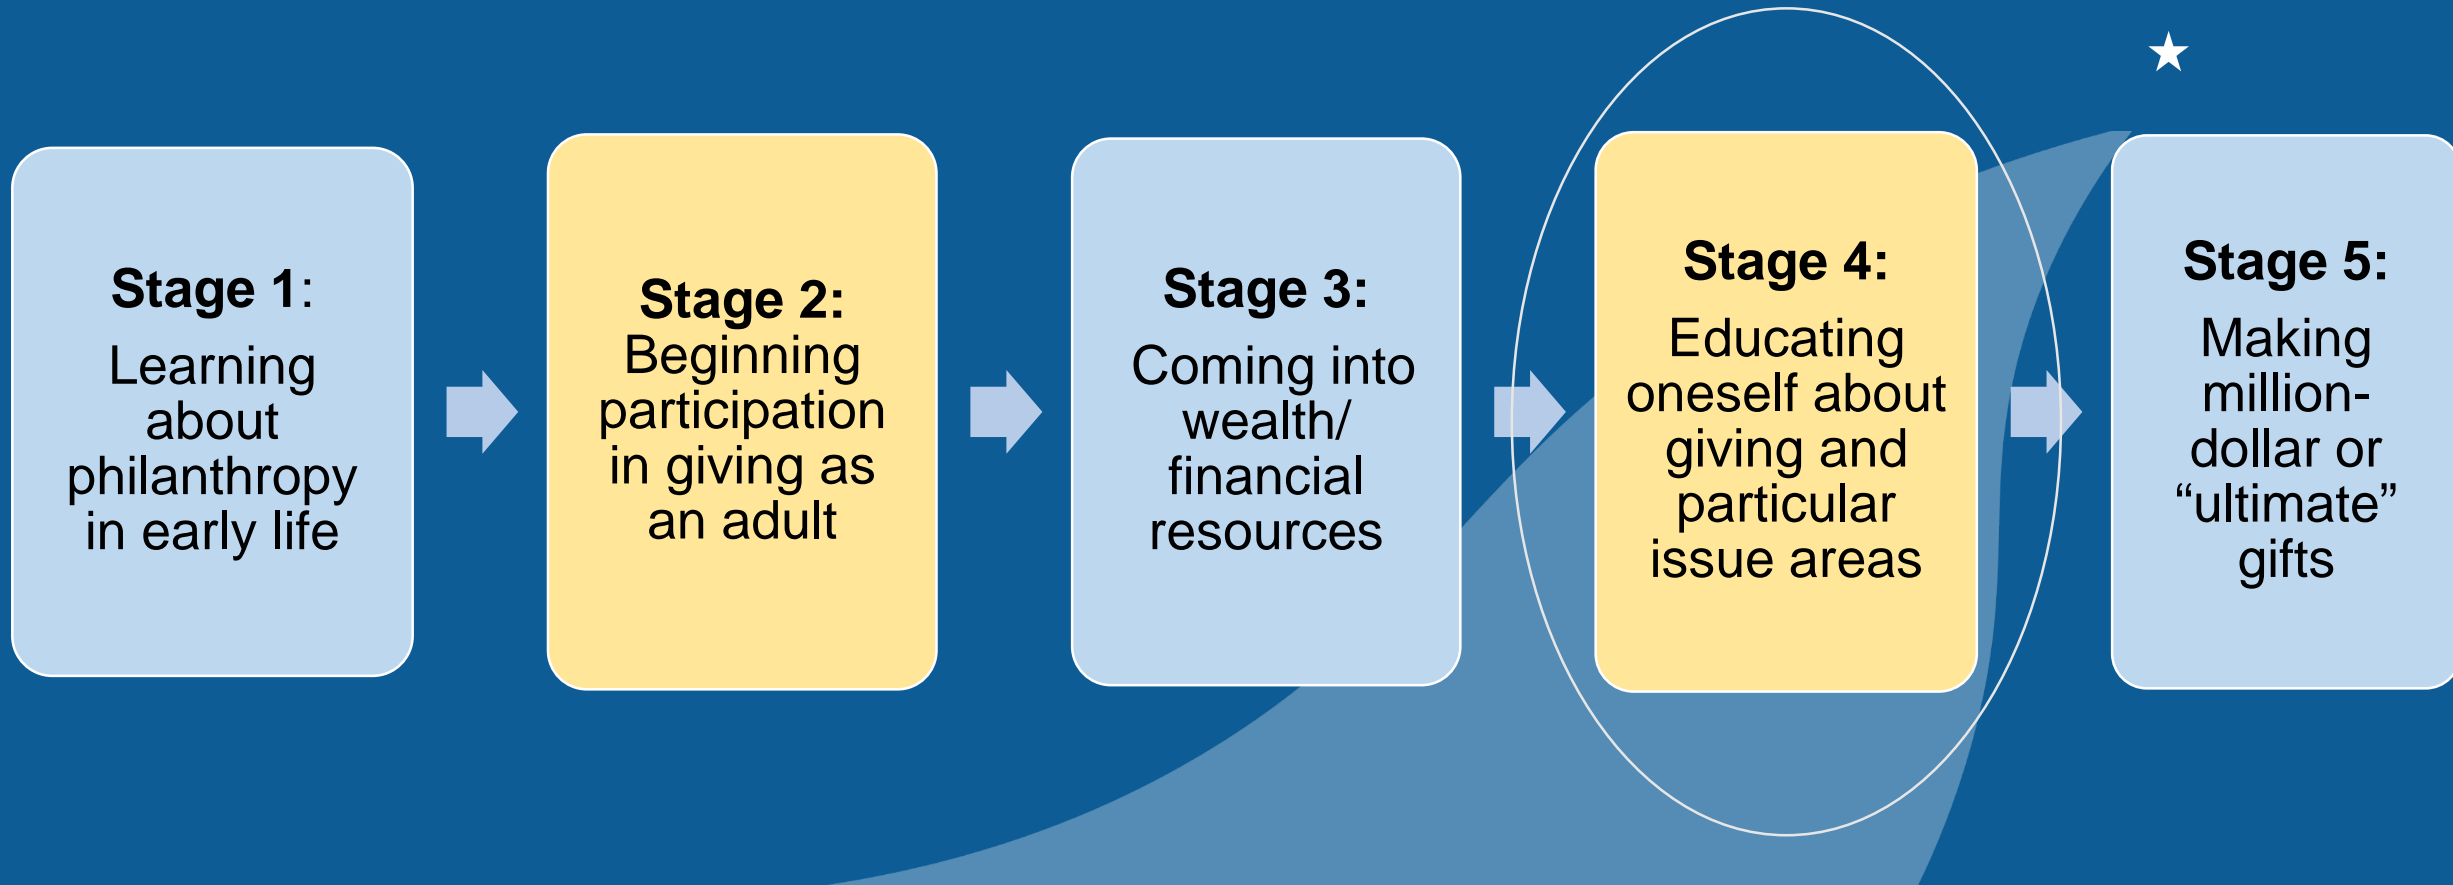 Stage 1:
Learning
about
philanthropy
in early life
Stage 2:
Beginning
participation
in giving as
an adult
Stage 3:
Coming into
wealth/
financial
resources
Stage 4:
Educating
oneself about
giving and
particular
issue areas
Stage 5:
Making
million-
dollar or
“ultimate”
gifts